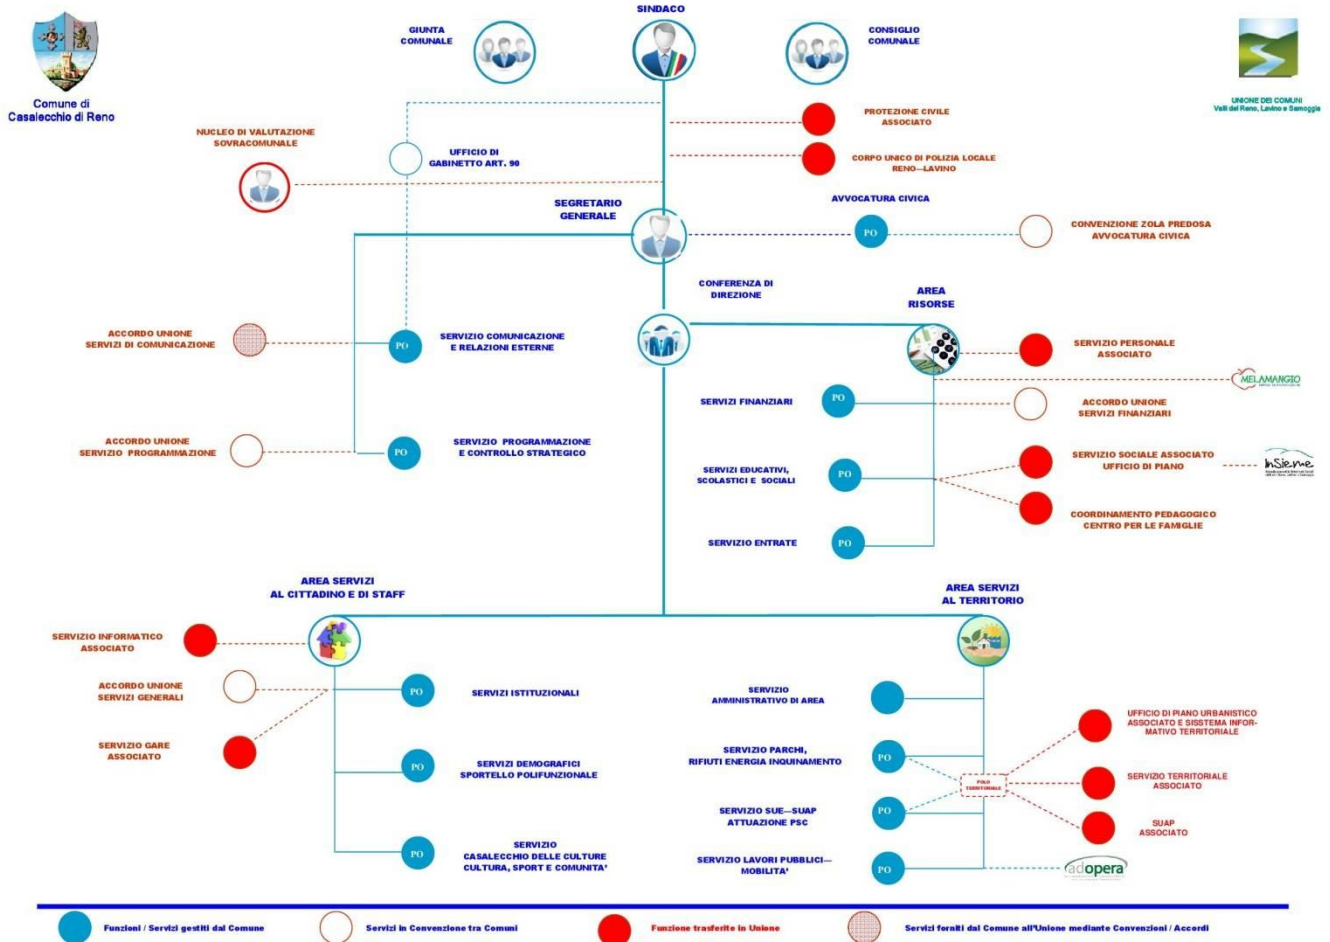 SINDACO
GIUNTA
COMUNALE
CONSIGLIO
COMUNALE
Comune di
Casalecchio di Reno
UNIONE DEI COMUNI
Valli del Reno, Lavino e Samoggia
PROTEZIONE CIVILE
ASSOCIATO
NUCLEO DI VALUTAZIONE
SOVRACOMUNALE
UFFICIO DI
GABINETTO ART. 90
CORPO UNICO DI POLIZIA LOCALE
RENO—LAVINO
SEGRETARIO
GENERALE
AVVOCATURA CIVICA
PO
CONVENZIONE ZOLA PREDOSA
AVVOCATURA CIVICA
CONFERENZA DI
DIREZIONE
AREA
RISORSE
ACCORDO UNIONE
SERVIZI DI COMUNICAZIONE
PO
SERVIZIO COMUNICAZIONE
E RELAZIONI ESTERNE
SERVIZIO PERSONALE
ASSOCIATO
MELAMANGIO
SERVIZI FINANZIARI
PO
ACCORDO UNIONE
SERVIZI FINANZIARI
ACCORDO UNIONE
SERVIZIO PROGRAMMAZIONE
PO
SERVIZIO PROGRAMMAZIONE
E CONTROLLO STRATEGICO
SERVIZI EDUCATIVI,
SCOLASTICI E SOCIALI
PO
SERVIZIO SOCIALE ASSOCIATO
UFFICIO DI PIANO
InSieme
COORDINAMENTO PEDAGOGICO
CENTRO PER LE FAMIGLIE
SERVIZIO ENTRATE
PO
AREA SERVIZI
AL CITTADINO E DI STAFF
AREA SERVIZI
AL TERRITORIO
SERVIZIO INFORMATICO
ASSOCIATO
ACCORDO UNIONE
SERVIZI GENERALI
PO
SERVIZI ISTITUZIONALI
SERVIZIO
AMMINISTRATIVO DI AREA
UFFICIO DI PIANO URBANISTICO
ASSOCIATO E SISSTEMA INFOR-
MATIVO TERRITORIALE
SERVIZIO GARE
ASSOCIATO
PO
SERVIZI DEMOGRAFICI
SPORTELLO POLIFUNZIONALE
SERVIZIO PARCHI,
RIFIUTI ENERGIA INQUINAMENTO
PO
POLO
TERRITORIALE
SERVIZIO TERRITORIALE
ASSOCIATO
SERVIZIO SUE—SUAP
ATTUAZIONE PSC
PO
SUAP
ASSOCIATO
PO
SERVIZIO
CASALECCHIO DELLE CULTURE
CULTURA, SPORT E COMUNITA'
SERVIZIO LAVORI PUBBLICI—
MOBILITA'
PO
adopera
Funzioni / Servizi gestiti dal Comune
Servizi in Convenzione tra Comuni
Funzione trasferite in Unione
Servizi forniti dal Comune all'Unione mediante Convenzioni / Accordi